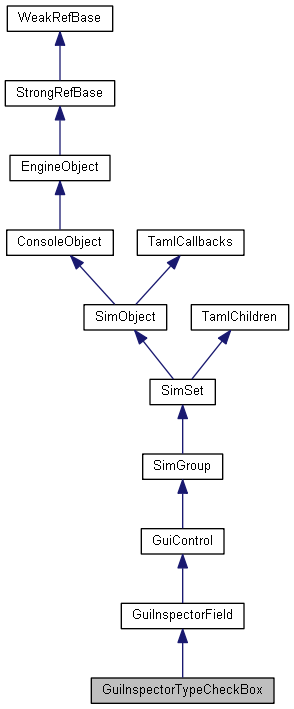 WeakRefBase
StrongRefBase
EngineObject
ConsoleObject
TamlCallbacks
SimObject
TamlChildren
SimSet
SimGroup
GuiControl
GuiInspectorField
GuiInspectorTypeCheckBox